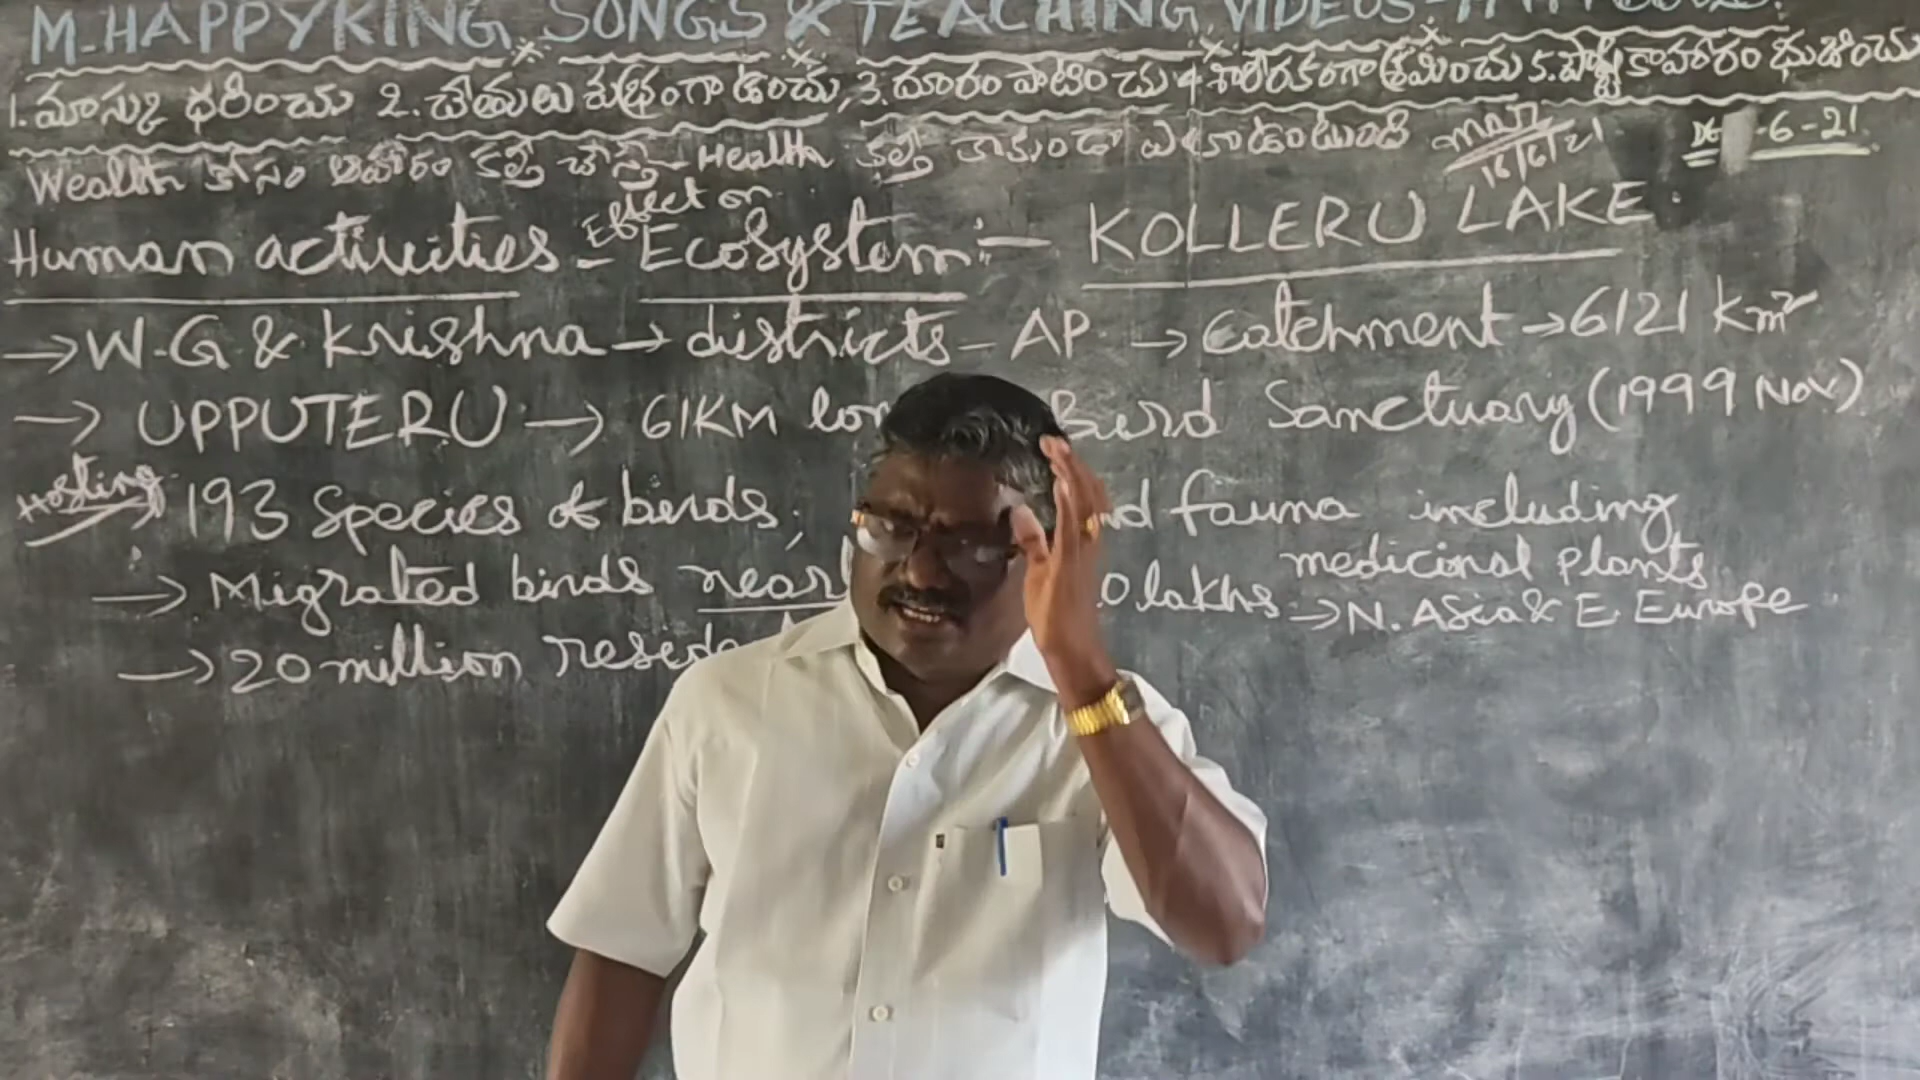 M-HAPPYKING SONGS & TEACHING VIDEOS
1. మాస్కు ధరించు 2. చేతులు శుభ్రంగా ఉంచు, 3. దూరం పాటించు 4. శారీరకంగా శ్రమించు 5. పౌష్టికాహారం భుజించు
Wealth కోసం ఆహారం కల్తీ చేస్తే - Health కల్తీ కాకుండా ఎలా ఉంటుంది 16/6/21 -6-21
Human activities - Effect on Ecosystem :- KOLLERU LAKE
→ W.G & Krishna → districts - AP → Catchment → 6121 km²
→ UPPUTERU → 61KM Bird Sanctuary (1999 Nov)
Hosting → 193 Species of birds; fauna including medicinal plants
→ Migrated birds lakhs → N. Asia & E. Europe
→ 20 million